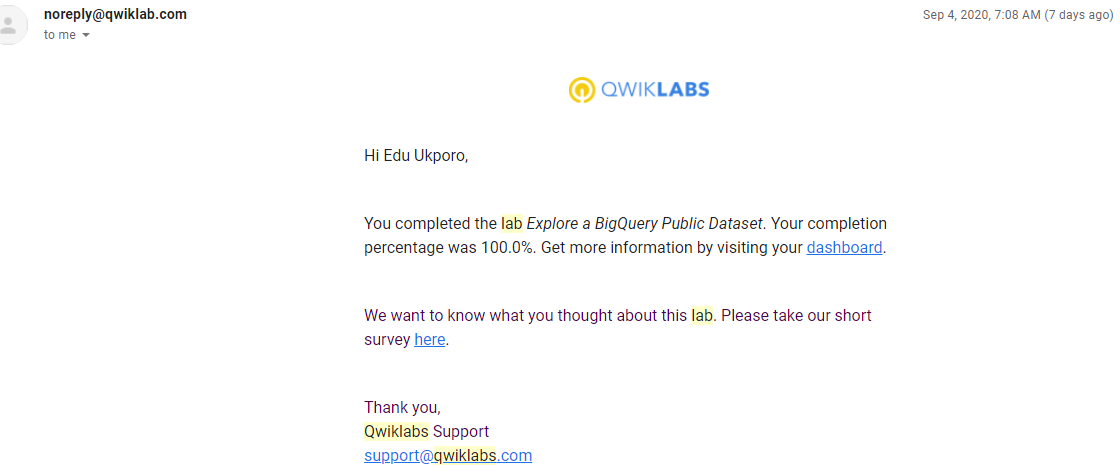 noreply@qwiklab.com
Sep 4, 2020, 7:08 AM (7 days ago)
to me
QWIKLABS
Hi Edu Ukporo,
You completed the lab Explore a BigQuery Public Dataset. Your completion
percentage was 100.0%. Get more information by visiting your dashboard.
We want to know what you thought about this lab. Please take our short
survey here.
Thank you,
Qwiklabs Support
support@qwiklabs.com